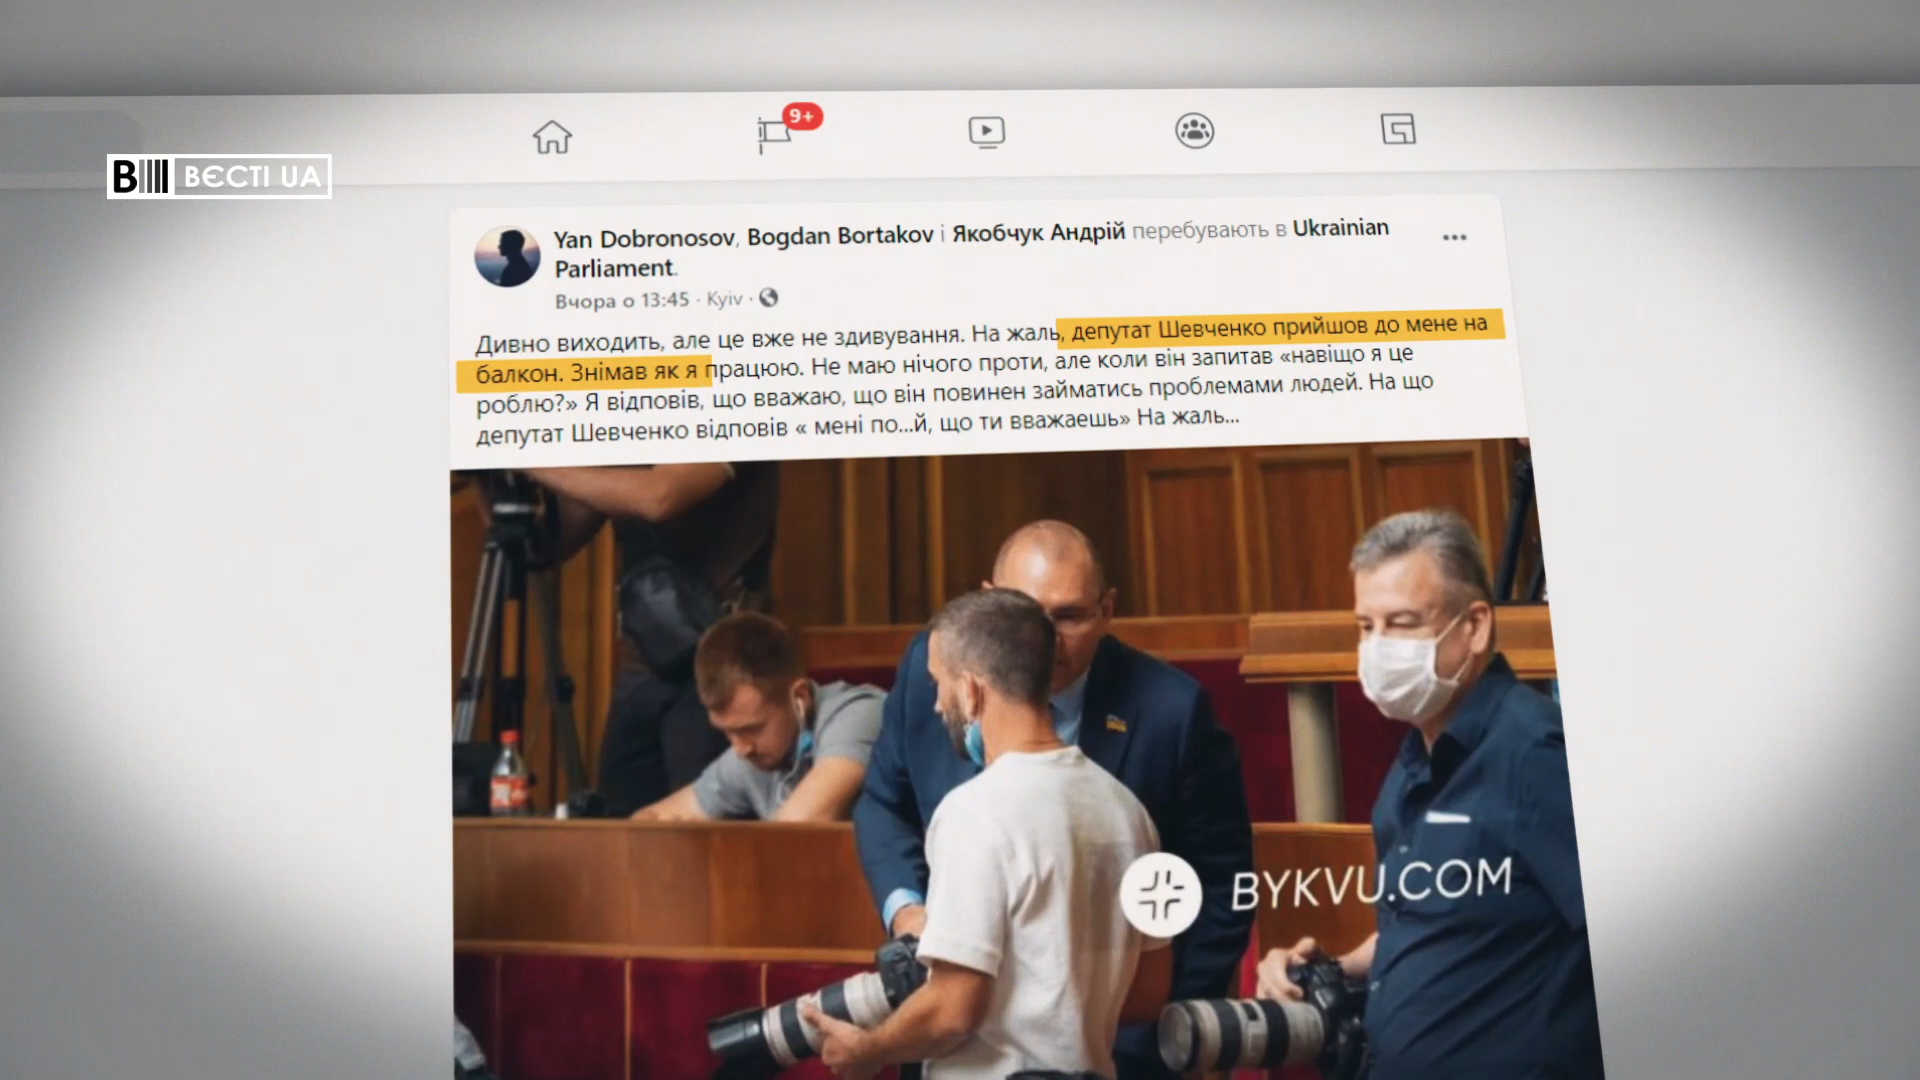 9+
ВЄСТІ UA
Yan Dobronosov, Bogdan Bortakov і Якобчук Андрій перебувають в Ukrainian
Parliament.
Вчора о 13:45 · Kyiv ·
Дивно виходить, але це вже не здивування. На жаль, депутат Шевченко прийшов до мене на
балкон. Знімав як я працюю. Не маю нічого проти, але коли він запитав «навіщо я це
роблю?» Я відповів, що вважаю, що він повинен займатись проблемами людей. На що
депутат Шевченко відповів « мені по...й, що ти вважаешь» На жаль...
BYKVU.COM